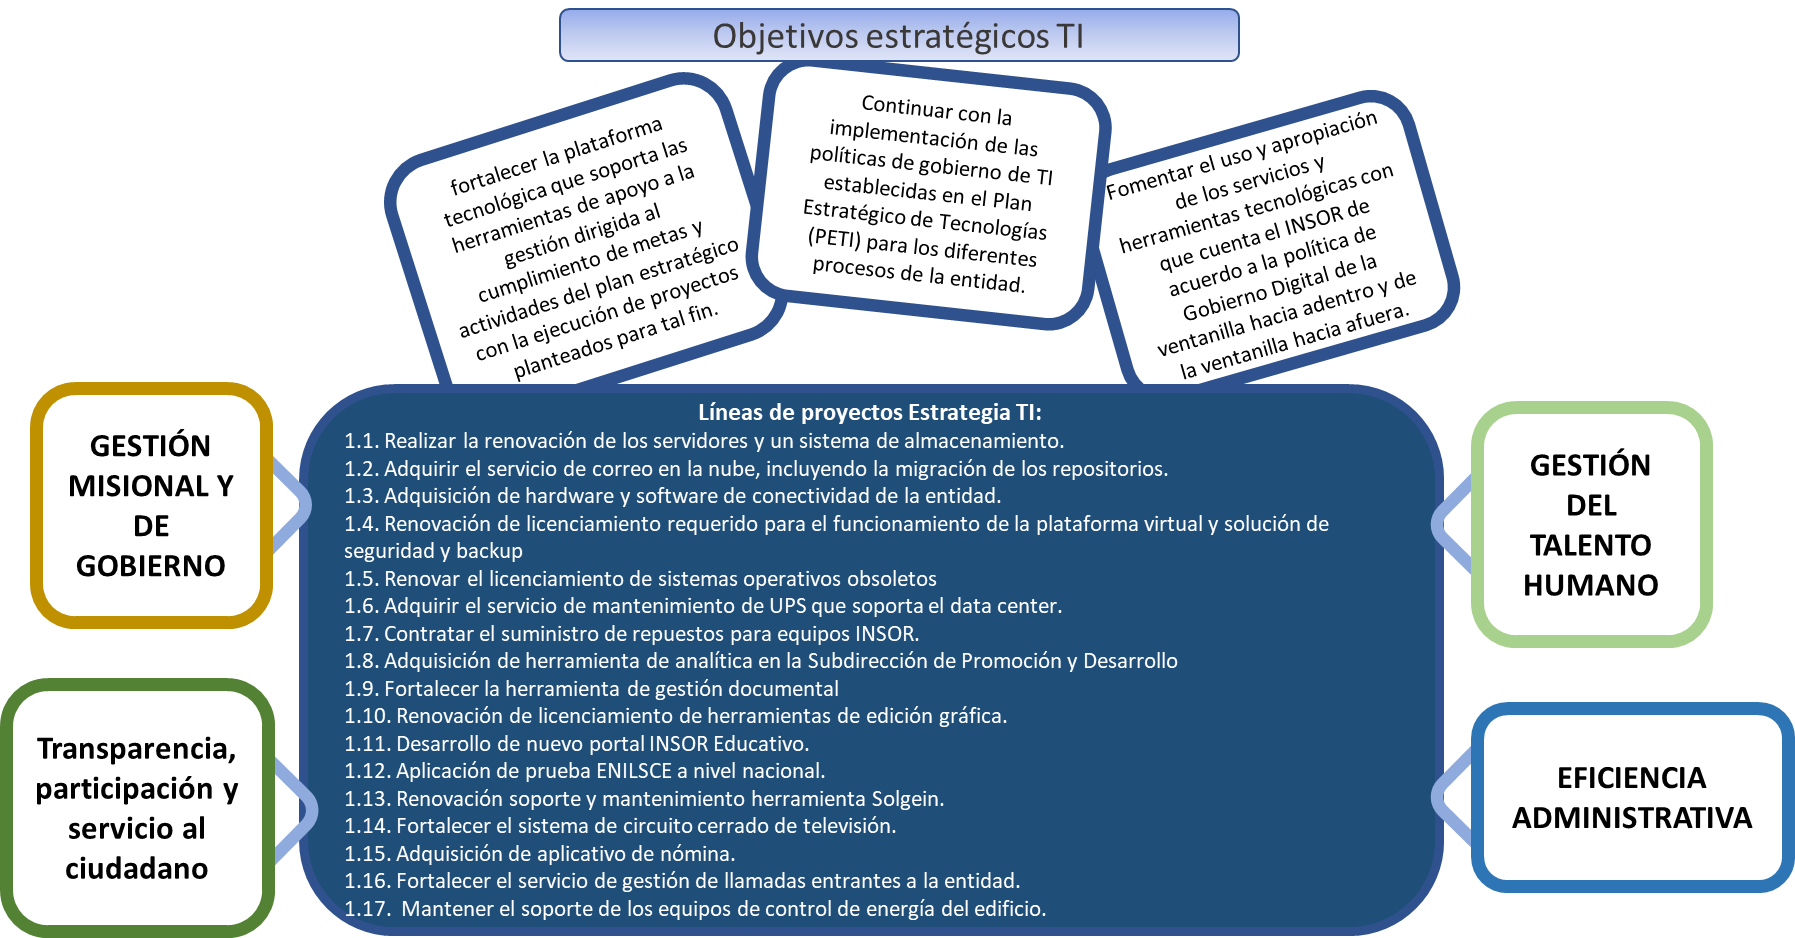 Objetivos estratégicos TI
fortalecer la plataforma
tecnológica que soporta las
herramientas de apoyo a la
gestión dirigida al
cumplimiento de metas y
actividades del plan estratégico
con la ejecución de proyectos
planteados para tal fin.
Continuar con la
implementación de las
políticas de gobierno de TI
establecidas en el Plan
Estratégico de Tecnologías
(PETI) para los diferentes
procesos de la entidad.
Fomentar el uso y apropiación
de los servicios y
herramientas tecnológicas con
que cuenta el INSOR de
acuerdo a la política de
Gobierno Digital de la
ventanilla hacia adentro y de
la ventanilla hacia afuera.
GESTIÓN
MISIONAL Y
DE
GOBIERNO
Transparencia,
participación y
servicio al
ciudadano
Líneas de proyectos Estrategia TI:
1.1. Realizar la renovación de los servidores y un sistema de almacenamiento.
1.2. Adquirir el servicio de correo en la nube, incluyendo la migración de los repositorios.
1.3. Adquisición de hardware y software de conectividad de la entidad.
1.4. Renovación de licenciamiento requerido para el funcionamiento de la plataforma virtual y solución de
seguridad y backup
1.5. Renovar el licenciamiento de sistemas operativos obsoletos
1.6. Adquirir el servicio de mantenimiento de UPS que soporta el data center.
1.7. Contratar el suministro de repuestos para equipos INSOR.
1.8. Adquisición de herramienta de analítica en la Subdirección de Promoción y Desarrollo
1.9. Fortalecer la herramienta de gestión documental
1.10. Renovación de licenciamiento de herramientas de edición gráfica.
1.11. Desarrollo de nuevo portal INSOR Educativo.
1.12. Aplicación de prueba ENILSCE a nivel nacional.
1.13. Renovación soporte y mantenimiento herramienta Solgein.
1.14. Fortalecer el sistema de circuito cerrado de televisión.
1.15. Adquisición de aplicativo de nómina.
1.16. Fortalecer el servicio de gestión de llamadas entrantes a la entidad.
1.17. Mantener el soporte de los equipos de control de energía del edificio.
GESTIÓN
DEL
TALENTO
HUMANO
EFICIENCIA
ADMINISTRATIVA